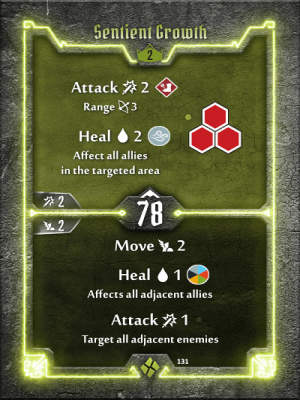 Sentient Growth
2
Attack 2
Range 3
Heal 2
Affect all allies
in the targeted area
2
78
2
Move 2
Heal 1
Affects all adjacent allies
Attack 1
Target all adjacent enemies
131